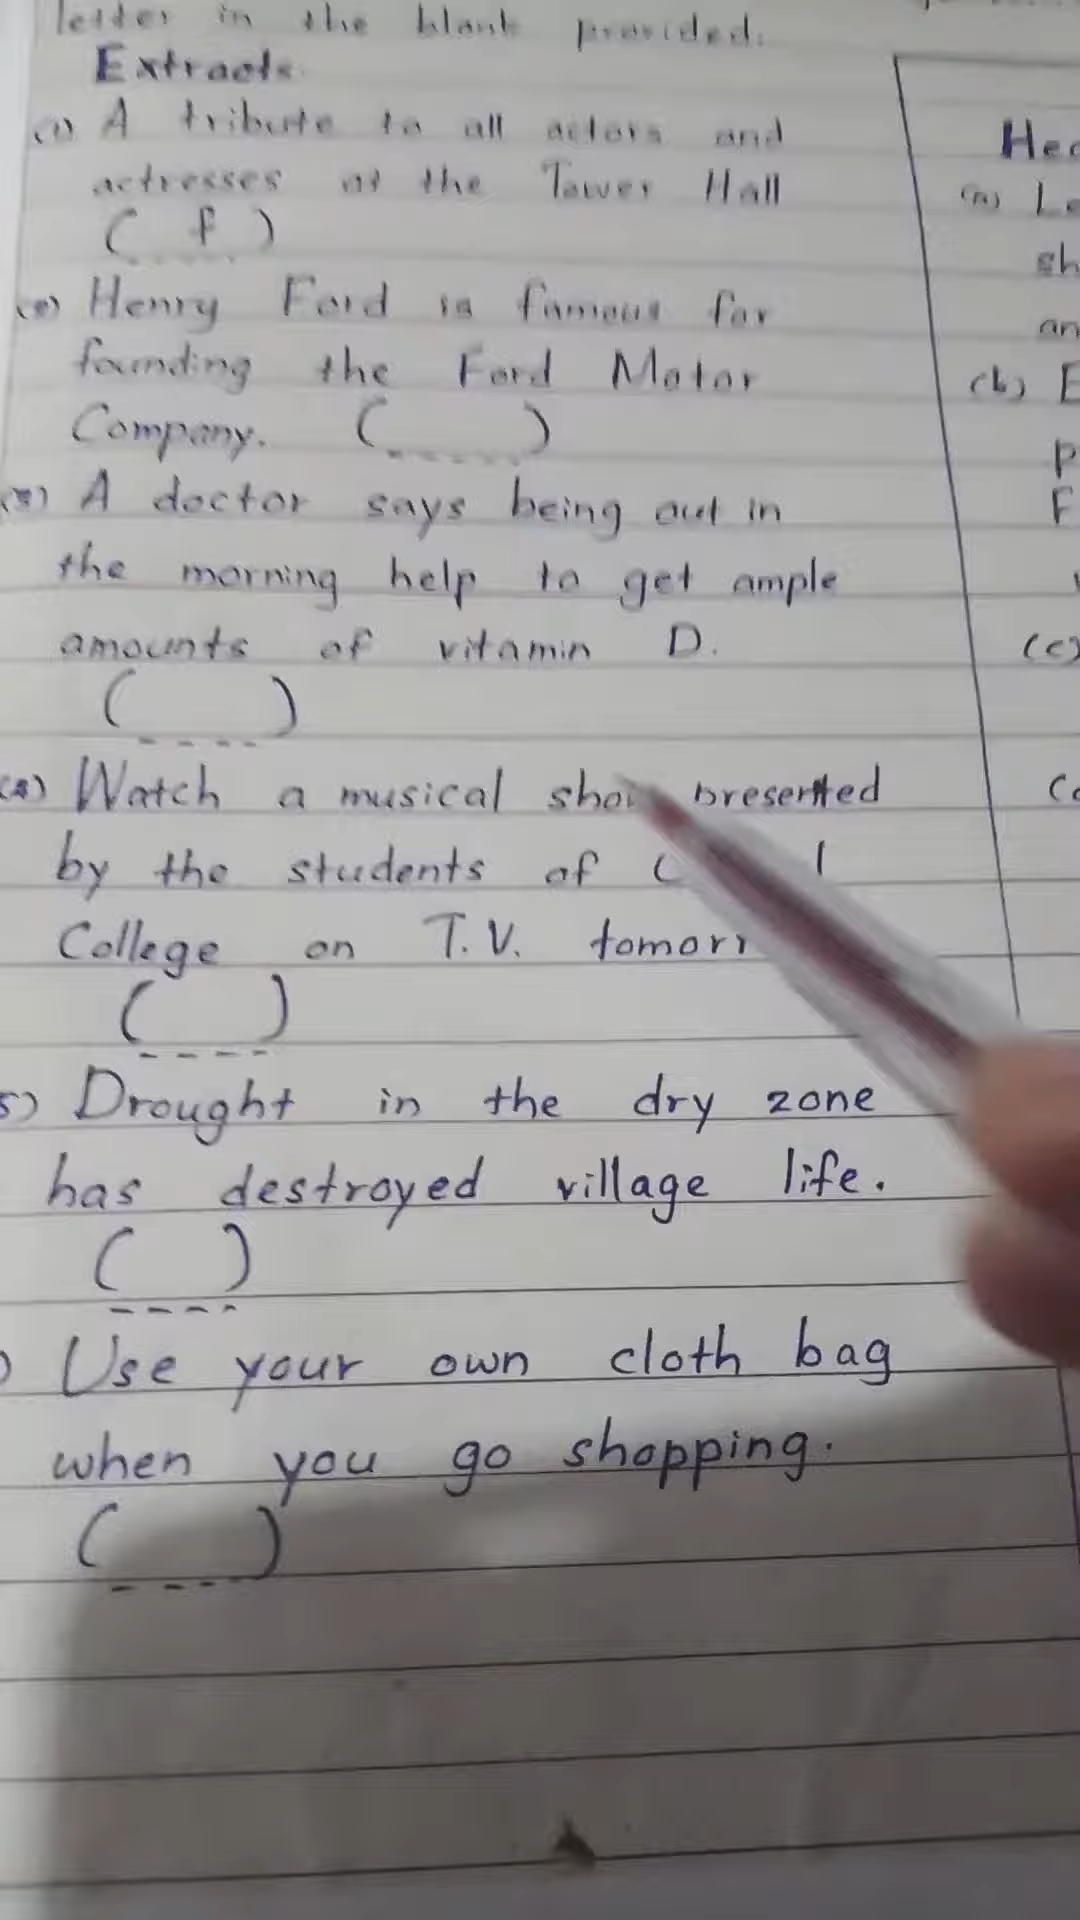 letter in the blank provided.
Extracts.
(1) A tribute to all actors and
actresses at the Tower Hall
( f )
(2) Henry Ford is famous for
founding the Ford Motor
Company. (......)
(3) A doctor says being out in
the morning help to get ample
amounts of vitamin D.
(----)
(4) Watch a musical presented
by the students of
College on T.V.
(----)
5) Drought in the dry zone
has destroyed village life.
(----)
) Use your own cloth bag
when you go shopping.
(----)
(a)
(b)
(c)